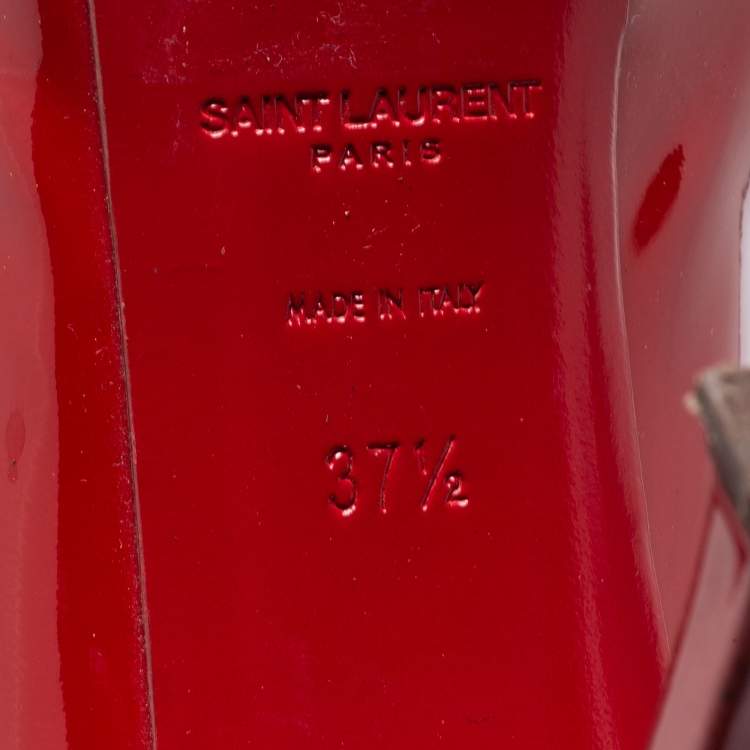 SAINT LAURENT
PARIS
MADE IN ITALY
37½